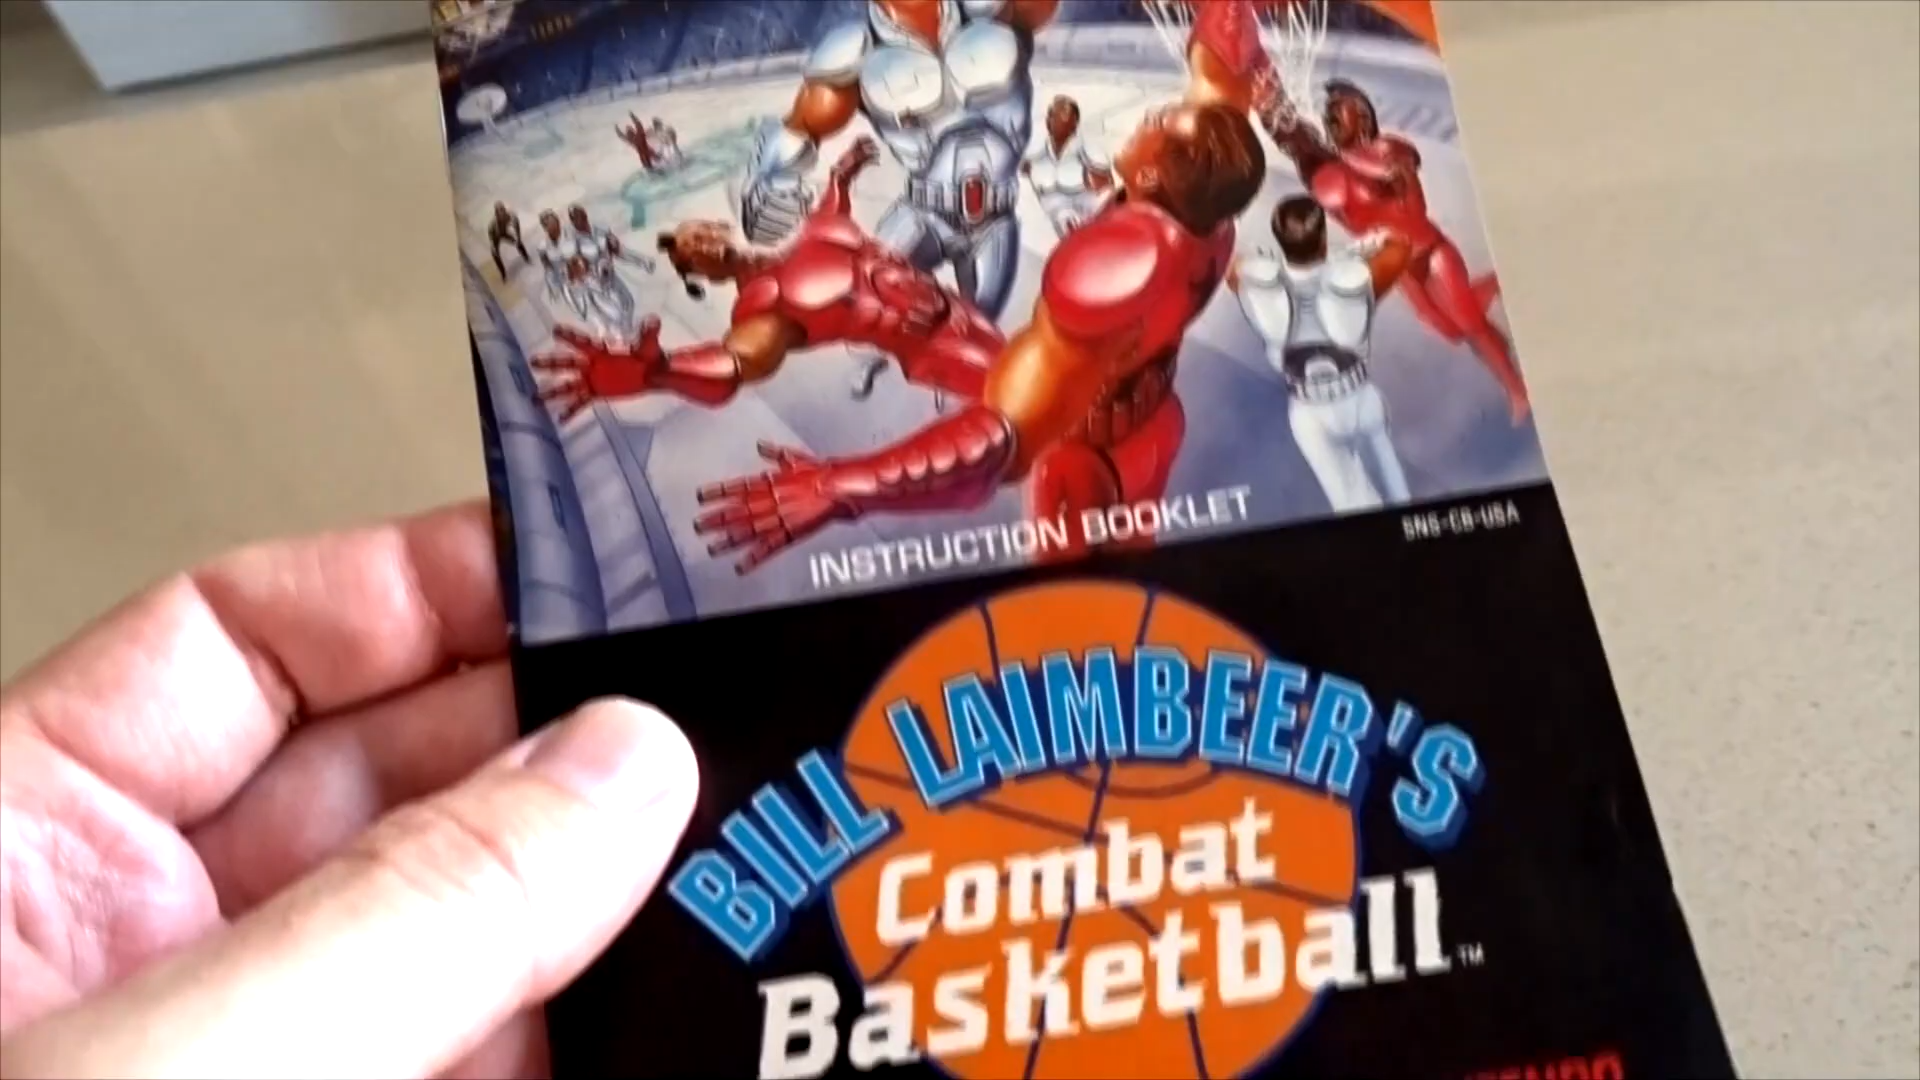 INSTRUCTION BOOKLET
SNS-CB-USA
BILL LAIMBEER'S
Combat
Basketball™